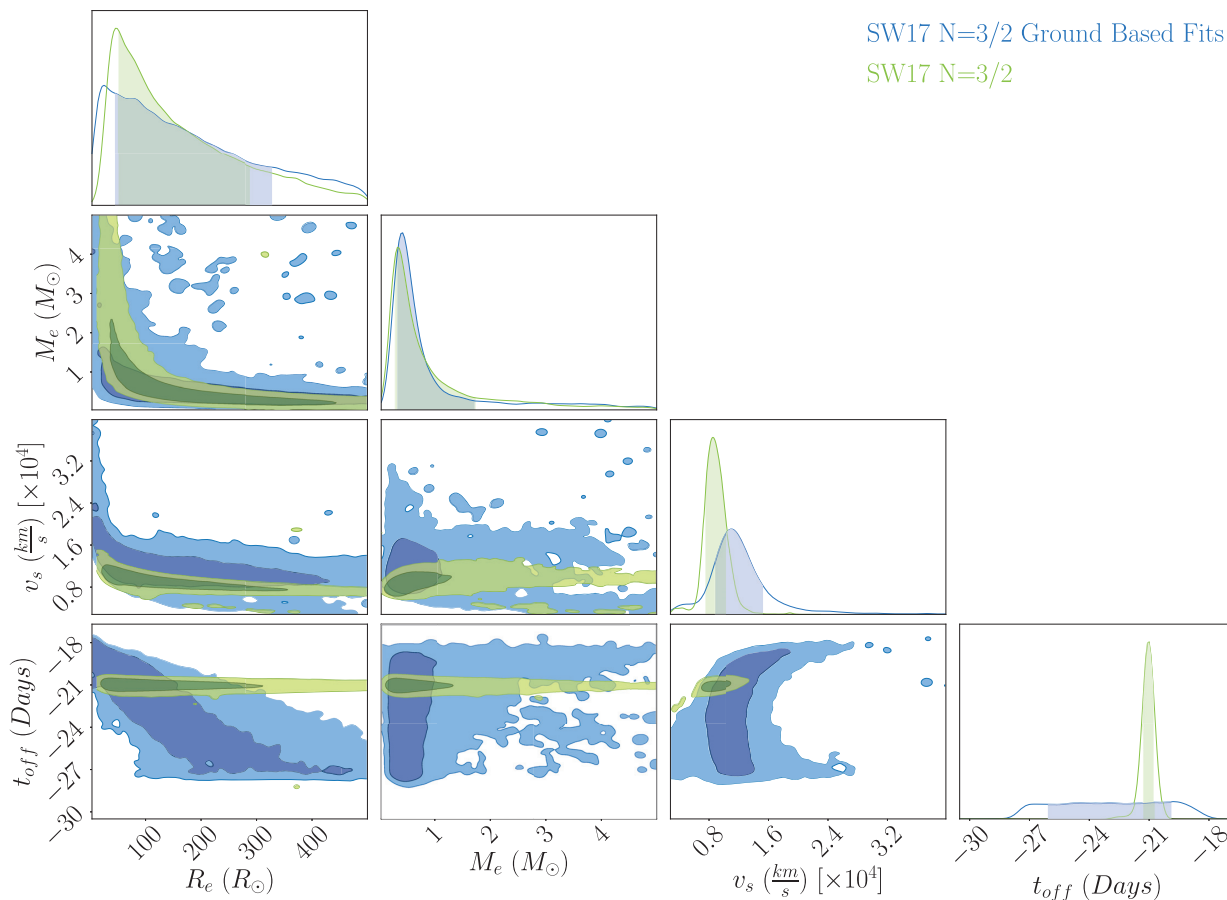 SW17 N=3/2 Ground Based Fits
SW17 N=3/2
M_e (M_⊙)
4
3
2
1
v_s (km/s) [×10^4]
3.2
2.4
1.6
0.8
t_off (Days)
−18
−21
−24
−27
−30
100 200 300 400
R_e (R_⊙)
1 2 3 4
M_e (M_⊙)
0.8 1.6 2.4 3.2
v_s (km/s) [×10^4]
−30 −27 −24 −21 −18
t_off (Days)